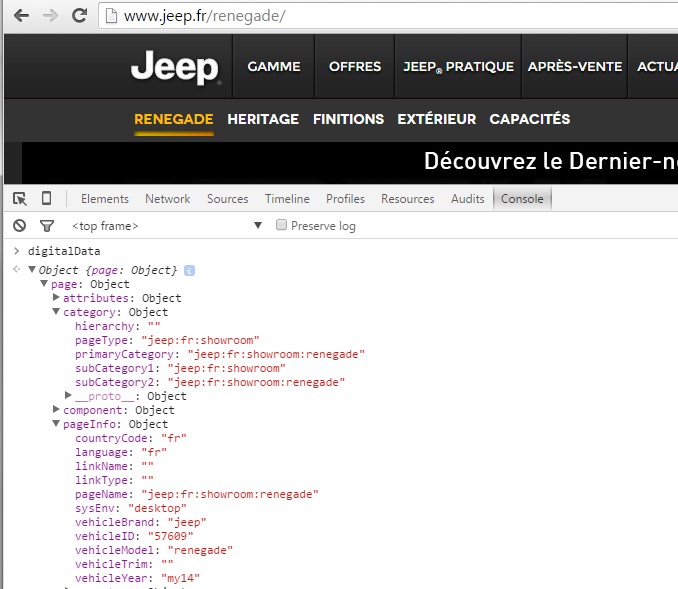 www.jeep.fr/renegade/
Jeep
GAMME OFFRES JEEP® PRATIQUE APRÈS-VENTE ACTUA
RENEGADE HERITAGE FINITIONS EXTÉRIEUR CAPACITÉS
Découvrez le Dernier-n
Elements Network Sources Timeline Profiles Resources Audits Console
<top frame> Preserve log
digitalData
Object {page: Object}
page: Object
attributes: Object
category: Object
hierarchy: ""
pageType: "jeep:fr:showroom"
primaryCategory: "jeep:fr:showroom:renegade"
subCategory1: "jeep:fr:showroom"
subCategory2: "jeep:fr:showroom:renegade"
__proto__: Object
component: Object
pageInfo: Object
countryCode: "fr"
language: "fr"
linkName: ""
linkType: ""
pageName: "jeep:fr:showroom:renegade"
sysEnv: "desktop"
vehicleBrand: "jeep"
vehicleID: "57609"
vehicleModel: "renegade"
vehicleTrim: ""
vehicleYear: "my14"